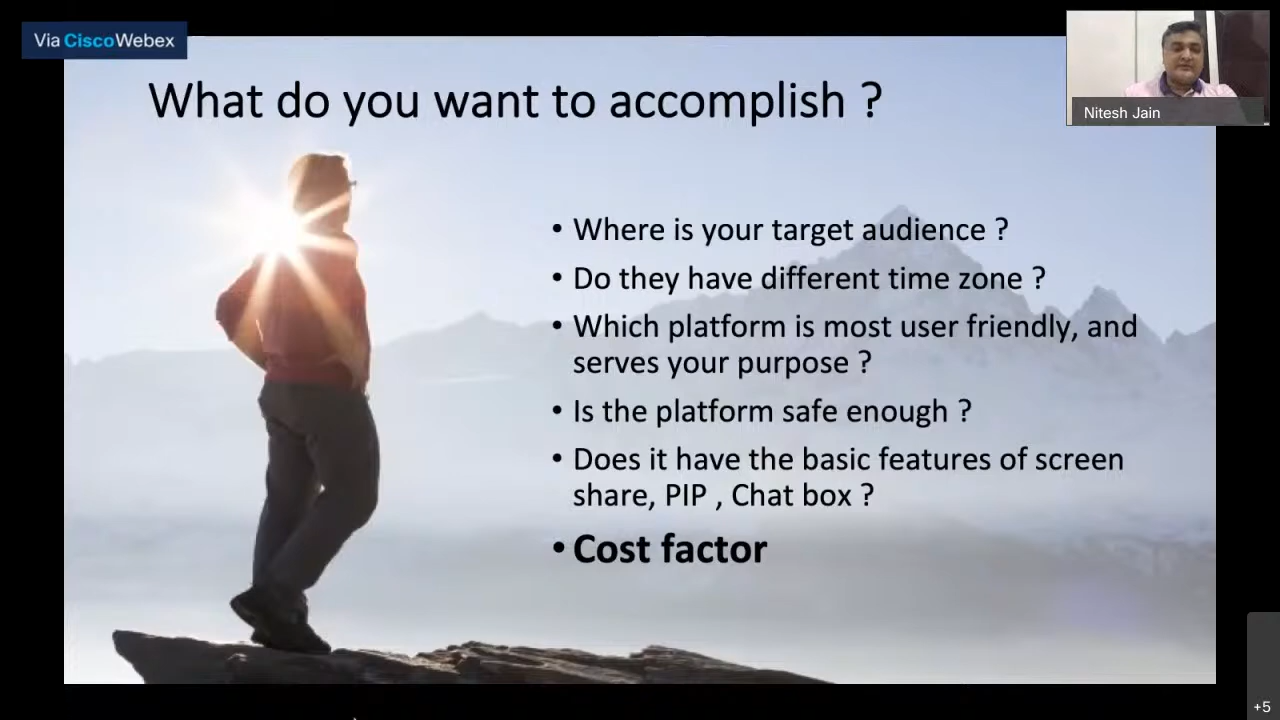 Via Cisco Webex
What do you want to accomplish ?
Nitesh Jain
• Where is your target audience ?
• Do they have different time zone ?
• Which platform is most user friendly, and
serves your purpose ?
• Is the platform safe enough ?
• Does it have the basic features of screen
share, PIP , Chat box ?
• Cost factor
+5